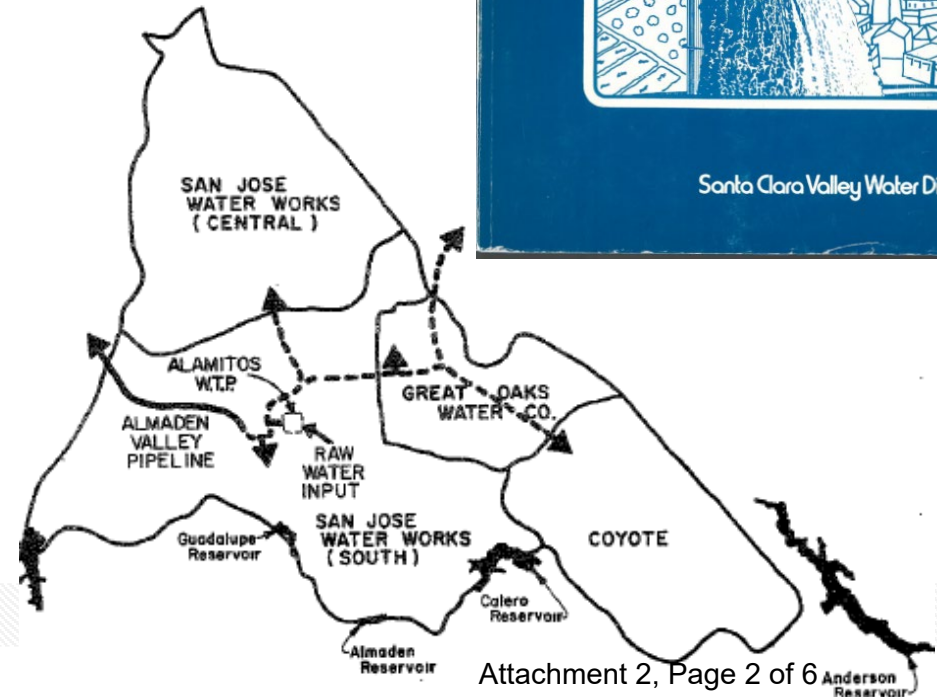 Santa Clara Valley Water D
SAN JOSE
WATER WORKS
( CENTRAL )
ALAMITOS
W.T.P.
GREAT OAKS
WATER CO.
ALMADEN
VALLEY
PIPELINE
RAW
WATER
INPUT
SAN JOSE
WATER WORKS
( SOUTH )
COYOTE
Guadalupe
Reservoir
Calero
Reservoir
Almaden
Reservoir
Anderson
Reservoir
Attachment 2, Page 2 of 6